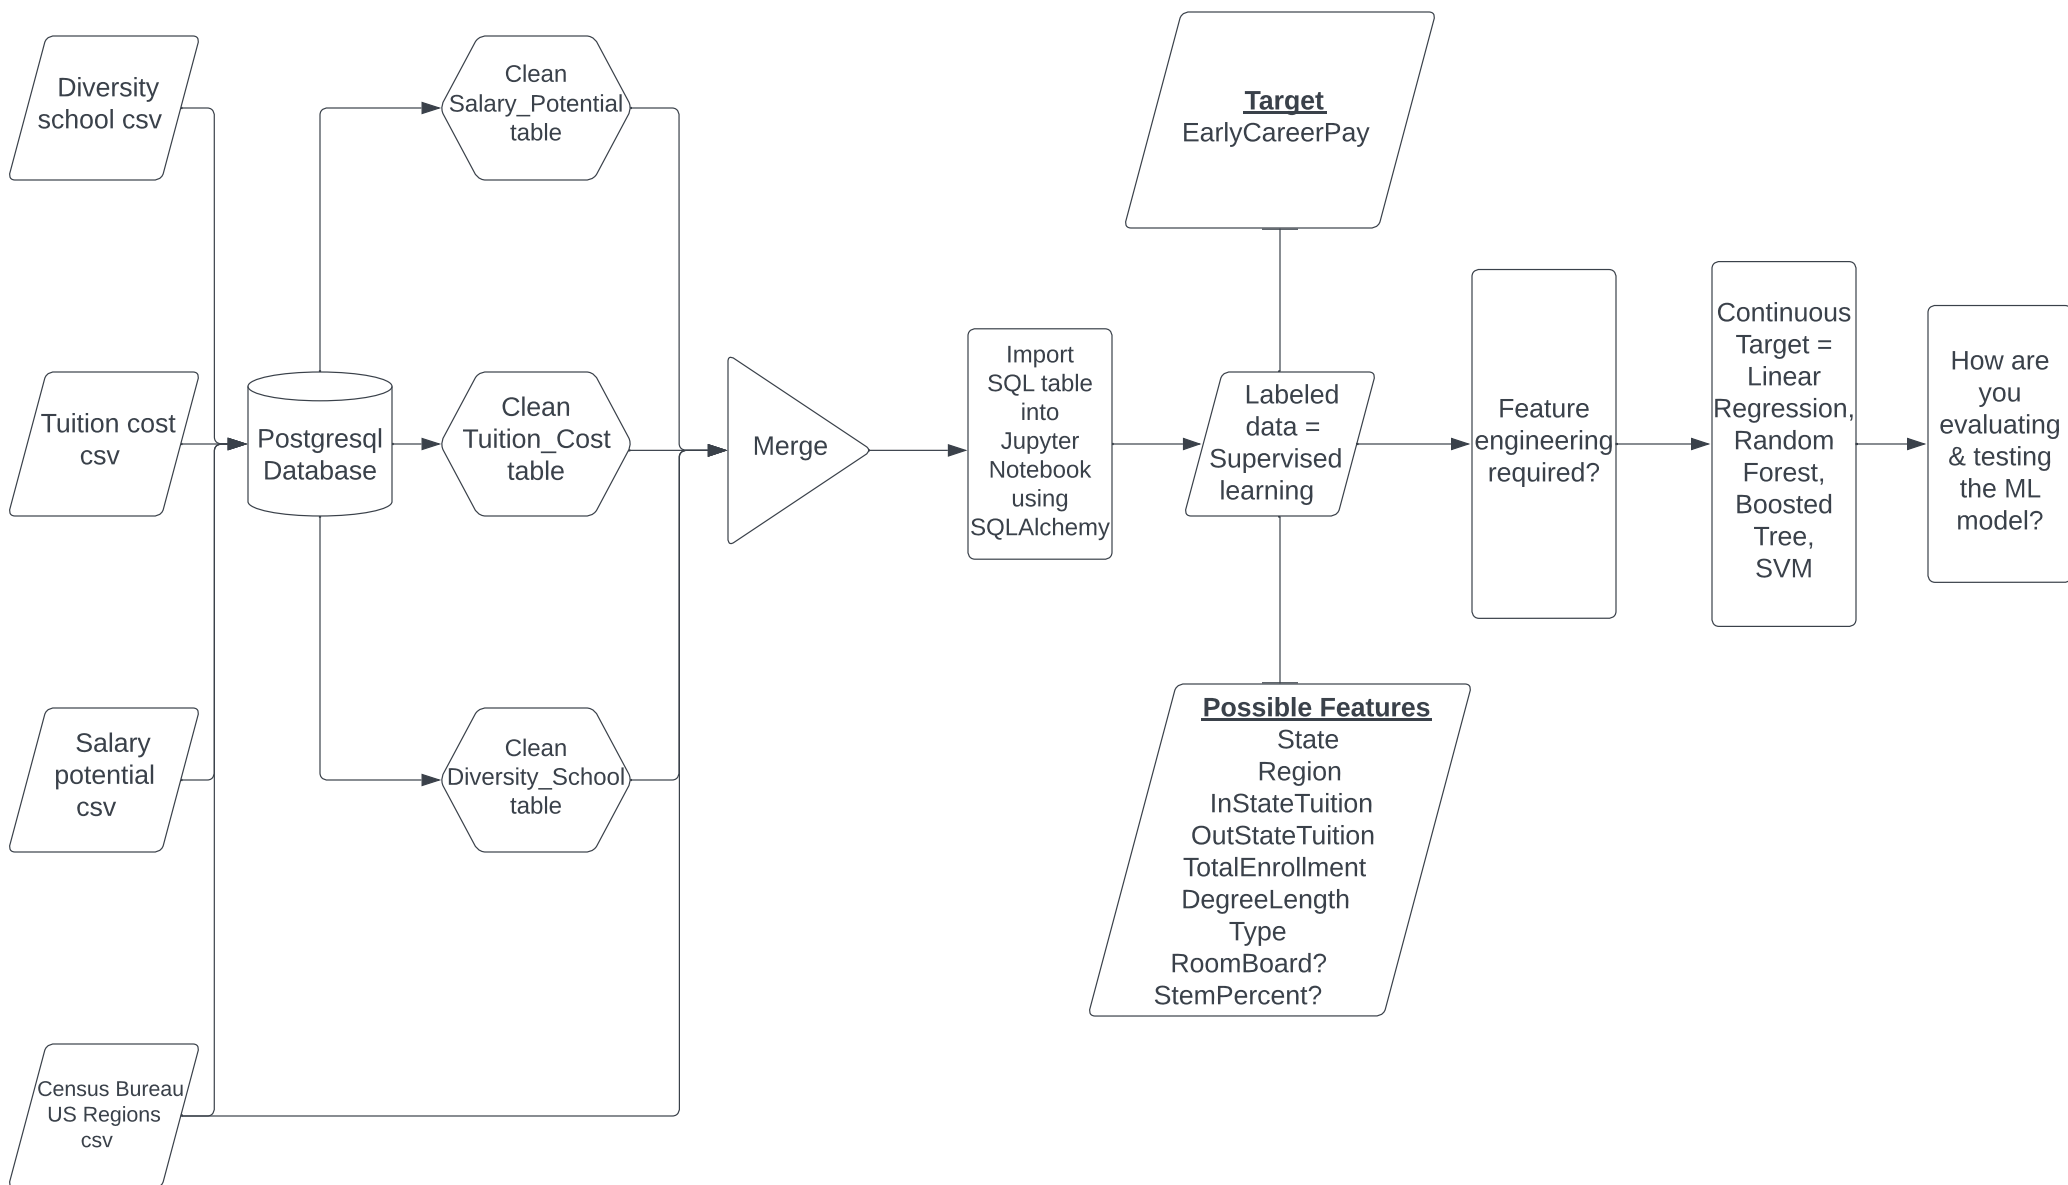 Diversity
school csv
Tuition cost
csv
Salary
potential
csv
Census Bureau
US Regions
csv
Postgresql
Database
Clean
Salary_Potential
table
Clean
Tuition_Cost
table
Clean
Diversity_School
table
Merge
Import
SQL table
into
Jupyter
Notebook
using
SQLAlchemy
Target
EarlyCareerPay
Labeled
data =
Supervised
learning
Possible Features
State
Region
InStateTuition
OutStateTuition
TotalEnrollment
DegreeLength
Type
RoomBoard?
StemPercent?
Feature
engineering
required?
Continuous
Target =
Linear
Regression,
Random
Forest,
Boosted
Tree,
SVM
How are
you
evaluating
& testing
the ML
model?